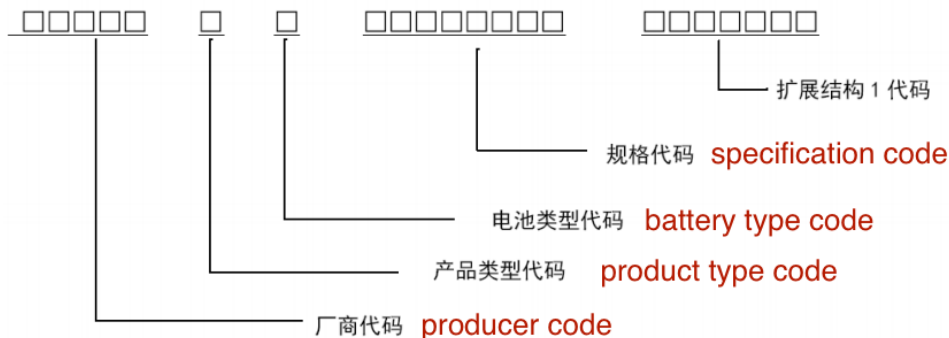 □□□□□ □ □ □□□□□□□□ □□□□□□□
扩展结构 1 代码
规格代码 specification code
电池类型代码 battery type code
产品类型代码 product type code
厂商代码 producer code